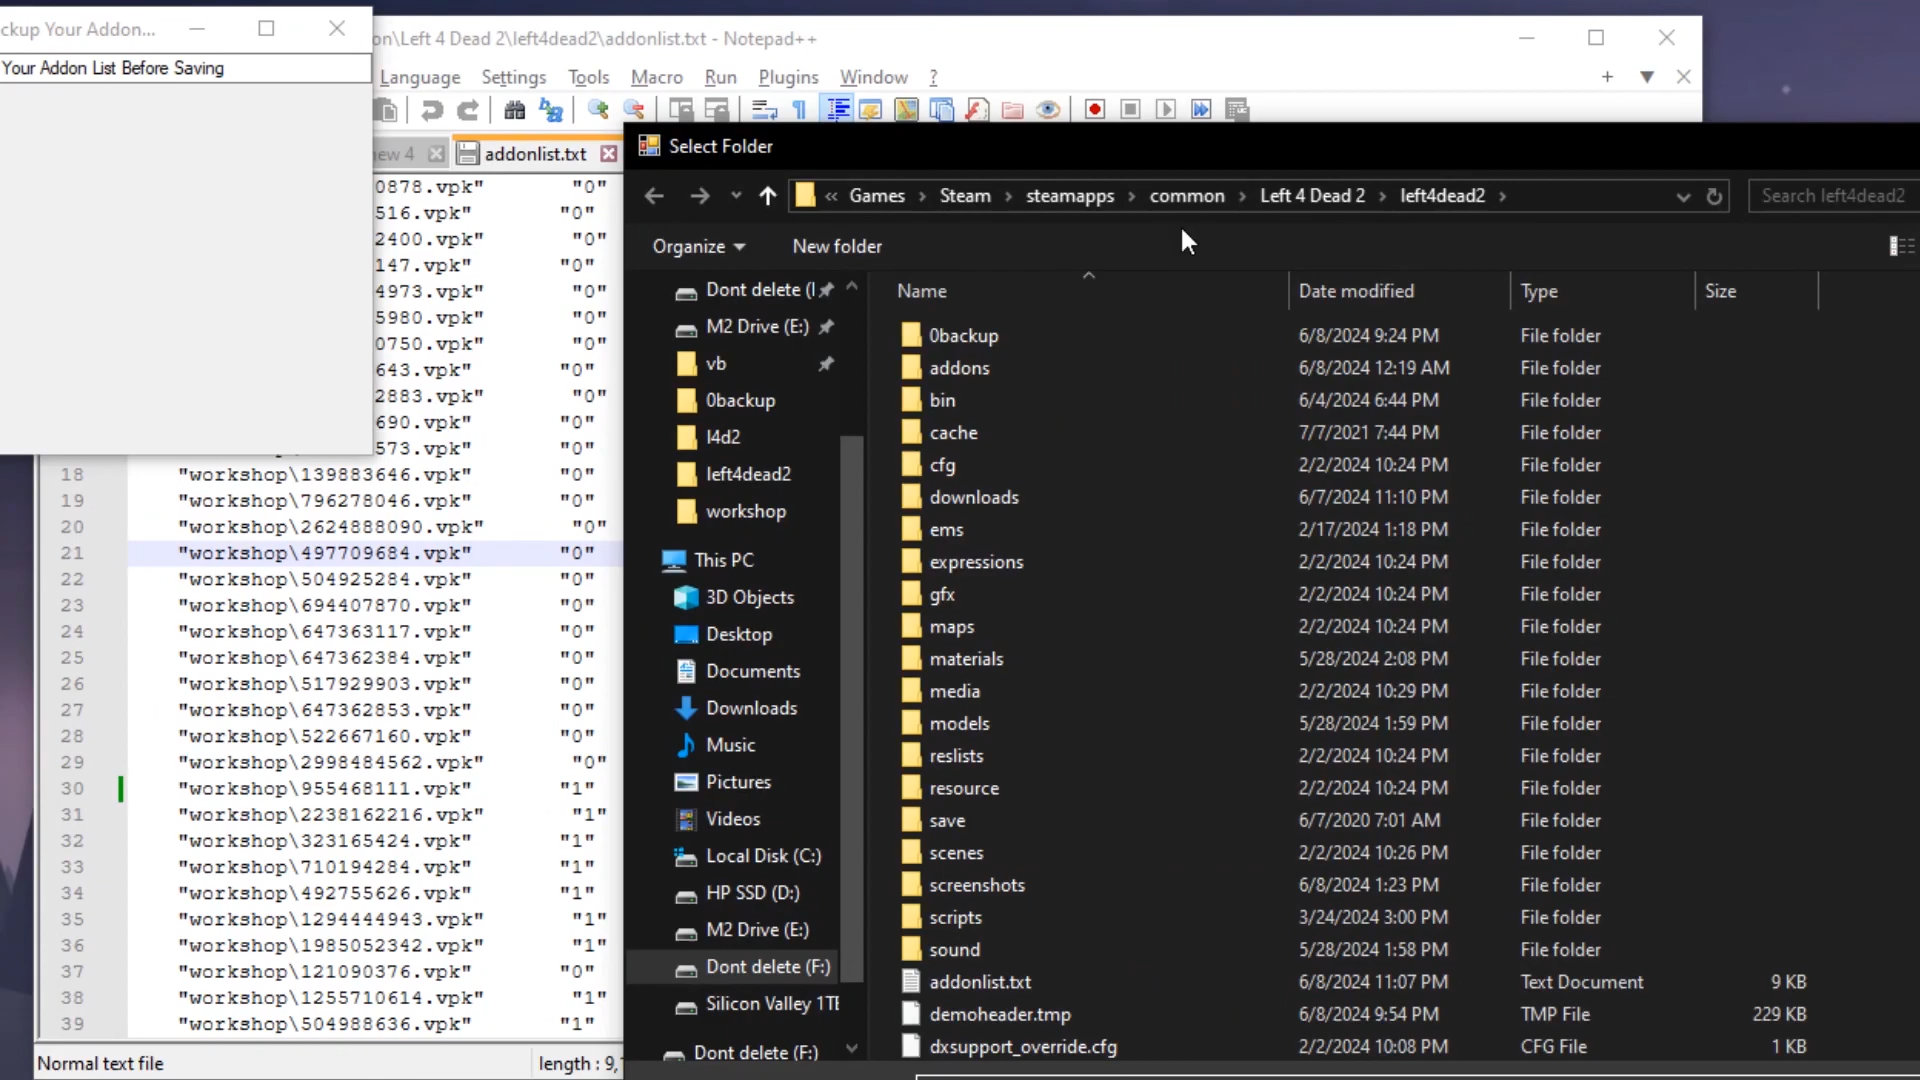 ckup Your Addon...
Your Addon List Before Saving
on\Left 4 Dead 2\left4dead2\addonlist.txt - Notepad++
Language Settings Tools Macro Run Plugins Window ?
new 4
addonlist.txt
0878.vpk" "0"
516.vpk" "0"
2400.vpk" "0"
147.vpk" "0"
4973.vpk" "0"
5980.vpk" "0"
0750.vpk" "0"
643.vpk" "0"
2883.vpk" "0"
690.vpk" "0"
573.vpk" "0"
18 "workshop\139883646.vpk" "0"
19 "workshop\796278046.vpk" "0"
20 "workshop\2624888090.vpk" "0"
21 "workshop\497709684.vpk" "0"
22 "workshop\504925284.vpk" "0"
23 "workshop\694407870.vpk" "0"
24 "workshop\647363117.vpk" "0"
25 "workshop\647362384.vpk" "0"
26 "workshop\517929903.vpk" "0"
27 "workshop\647362853.vpk" "0"
28 "workshop\522667160.vpk" "0"
29 "workshop\2998484562.vpk" "0"
30 "workshop\955468111.vpk" "1"
31 "workshop\2238162216.vpk" "1"
32 "workshop\323165424.vpk" "1"
33 "workshop\710194284.vpk" "1"
34 "workshop\492755626.vpk" "1"
35 "workshop\1294444943.vpk" "1"
36 "workshop\1985052342.vpk" "1"
37 "workshop\121090376.vpk" "0"
38 "workshop\1255710614.vpk" "1"
39 "workshop\504988636.vpk" "1"
Normal text file length : 9,
Select Folder
« Games › Steam › steamapps › common › Left 4 Dead 2 › left4dead2 ›
Search left4dead2
Organize New folder
Dont delete (
M2 Drive (E:)
vb
0backup
l4d2
left4dead2
workshop
This PC
3D Objects
Desktop
Documents
Downloads
Music
Pictures
Videos
Local Disk (C:)
HP SSD (D:)
M2 Drive (E:)
Dont delete (F:)
Silicon Valley 1TB
Dont delete (F:)
Name Date modified Type Size
0backup 6/8/2024 9:24 PM File folder
addons 6/8/2024 12:19 AM File folder
bin 6/4/2024 6:44 PM File folder
cache 7/7/2021 7:44 PM File folder
cfg 2/2/2024 10:24 PM File folder
downloads 6/7/2024 11:10 PM File folder
ems 2/17/2024 1:18 PM File folder
expressions 2/2/2024 10:24 PM File folder
gfx 2/2/2024 10:24 PM File folder
maps 2/2/2024 10:24 PM File folder
materials 5/28/2024 2:08 PM File folder
media 2/2/2024 10:29 PM File folder
models 5/28/2024 1:59 PM File folder
reslists 2/2/2024 10:24 PM File folder
resource 2/2/2024 10:24 PM File folder
save 6/7/2020 7:01 AM File folder
scenes 2/2/2024 10:26 PM File folder
screenshots 6/8/2024 1:23 PM File folder
scripts 3/24/2024 3:00 PM File folder
sound 5/28/2024 1:58 PM File folder
addonlist.txt 6/8/2024 11:07 PM Text Document 9 KB
demoheader.tmp 6/8/2024 9:54 PM TMP File 229 KB
dxsupport_override.cfg 2/2/2024 10:08 PM CFG File 1 KB